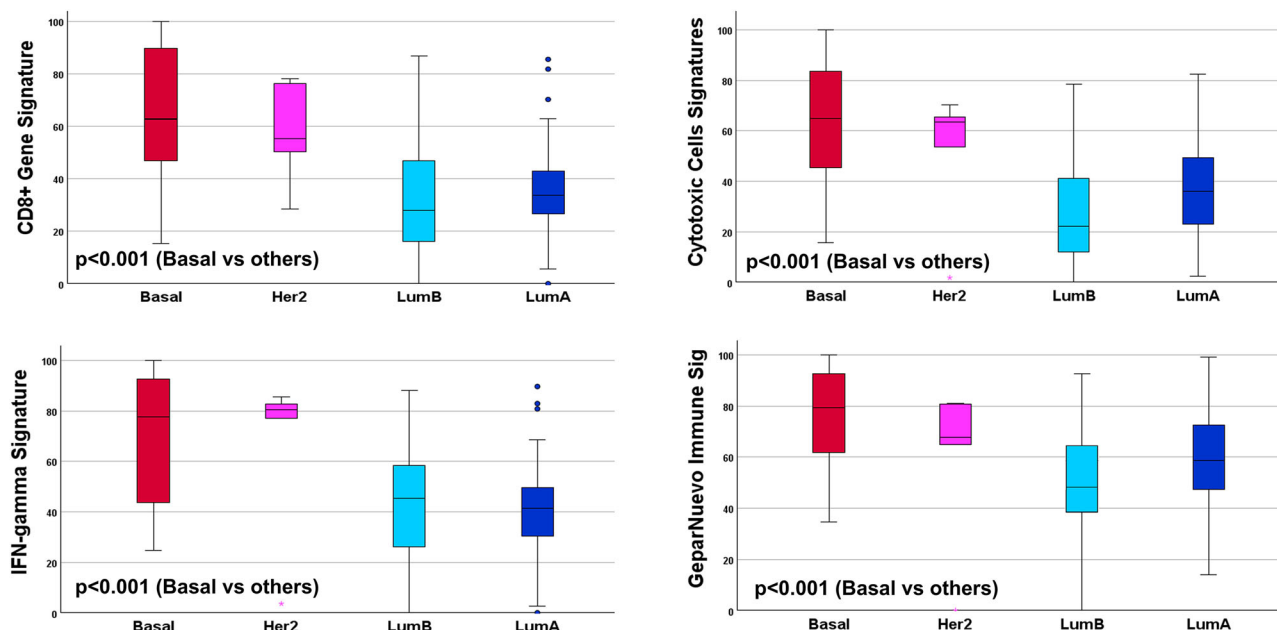 CD8+ Gene Signature
100
80
60
40
20
0
p<0.001 (Basal vs others)
Basal Her2 LumB LumA
Cytotoxic Cells Signatures
100
80
60
40
20
0
p<0.001 (Basal vs others)
Basal Her2 LumB LumA
IFN-gamma Signature
100
80
60
40
20
0
p<0.001 (Basal vs others)
Basal Her2 LumB LumA
GeparNuevo Immune Sig
100
80
60
40
20
0
p<0.001 (Basal vs others)
Basal Her2 LumB LumA